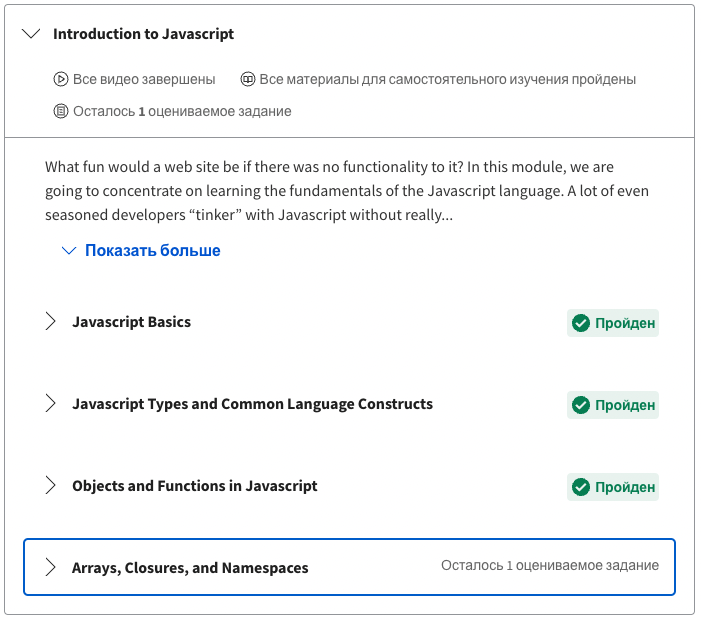 Introduction to Javascript
Все видео завершены Все материалы для самостоятельного изучения пройдены
Осталось 1 оцениваемое задание
What fun would a web site be if there was no functionality to it? In this module, we are
going to concentrate on learning the fundamentals of the Javascript language. A lot of even
seasoned developers “tinker” with Javascript without really...
Показать больше
Javascript Basics Пройден
Javascript Types and Common Language Constructs Пройден
Objects and Functions in Javascript Пройден
Arrays, Closures, and Namespaces Осталось 1 оцениваемое задание